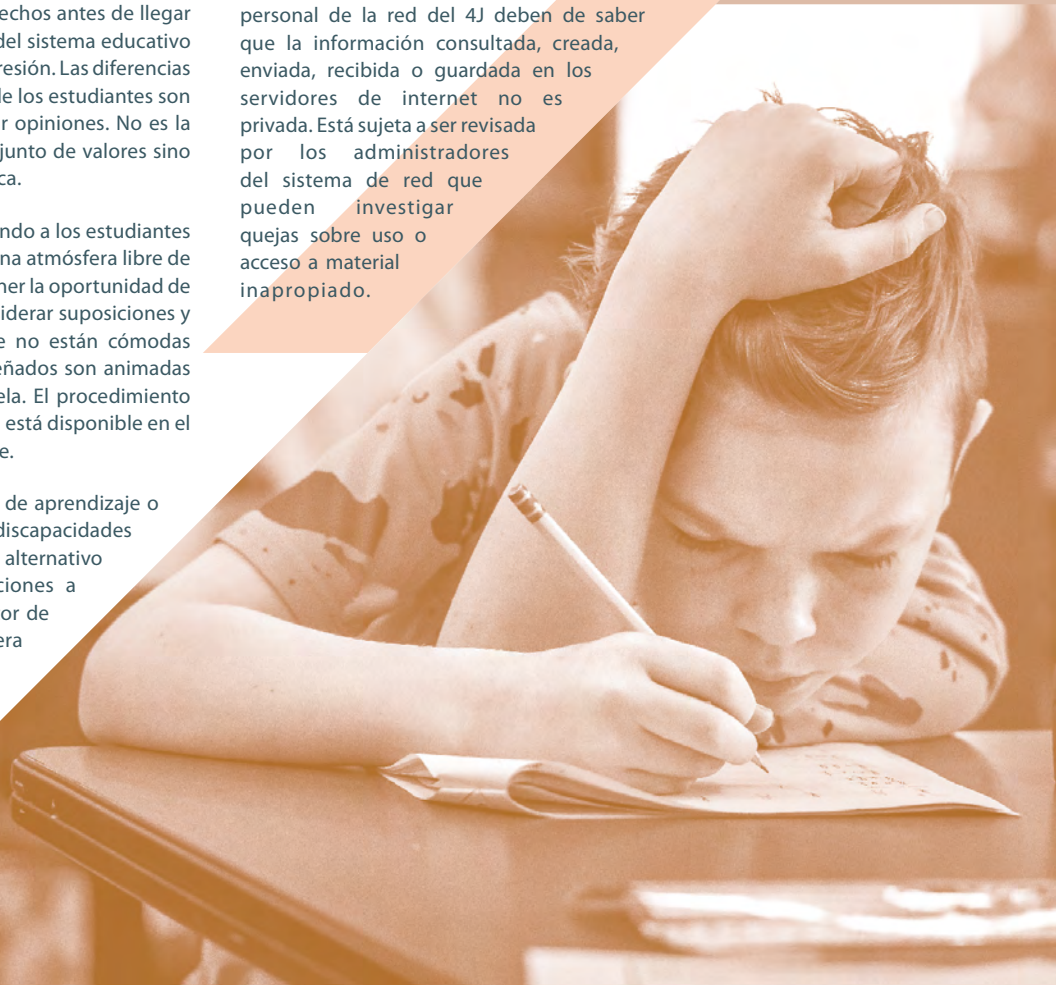 echos antes de llegar
del sistema educativo
resión. Las diferencias
de los estudiantes son
r opiniones. No es la
junto de valores sino
ca.
ndo a los estudiantes
na atmósfera libre de
ner la oportunidad de
iderar suposiciones y
e no están cómodas
eñados son animadas
ela. El procedimiento
está disponible en el
e.
de aprendizaje o
discapacidades
alternativo
ciones a
or de
era
personal de la red del 4J deben de saber
que la información consultada, creada,
enviada, recibida o guardada en los
servidores de internet no es
privada. Está sujeta a ser revisada
por los administradores
del sistema de red que
pueden investigar
quejas sobre uso o
acceso a material
inapropiado.